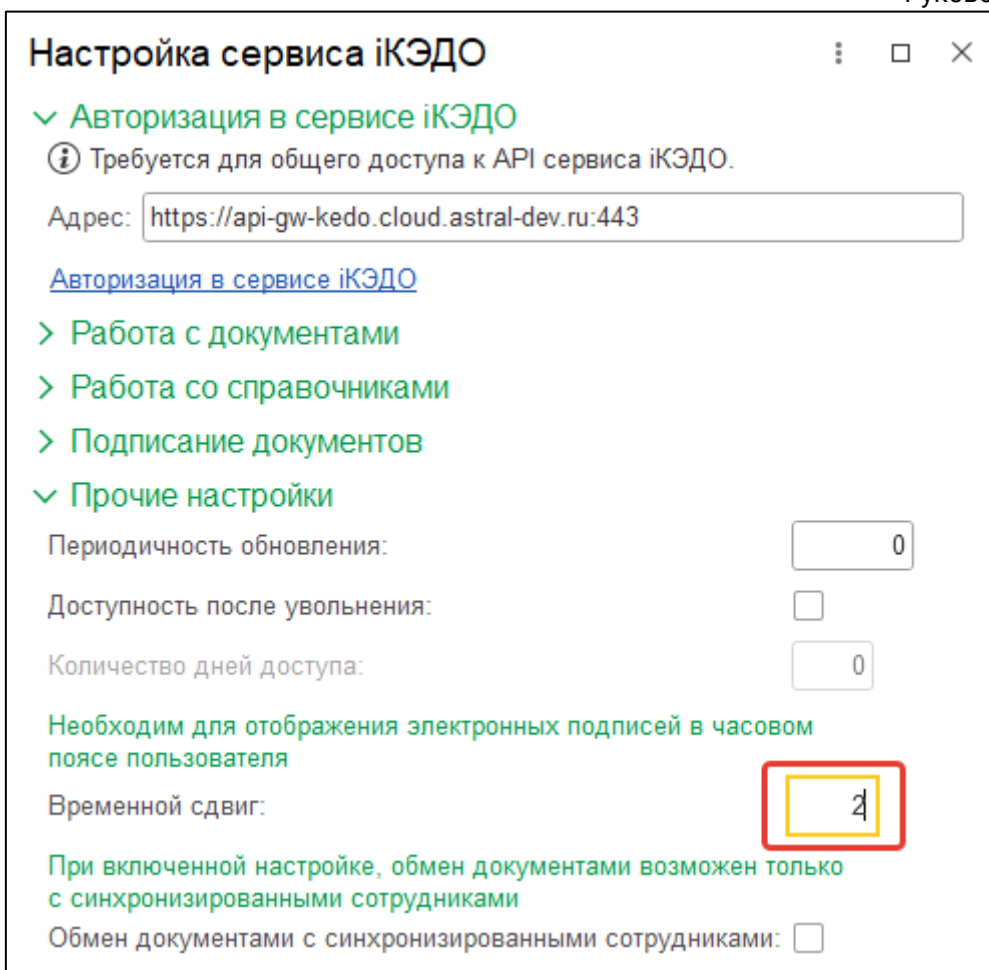 Настройка сервиса iКЭДО
Авторизация в сервисе iКЭДО
Требуется для общего доступа к API сервиса iКЭДО.
Адрес: https://api-gw-kedo.cloud.astral-dev.ru:443
Авторизация в сервисе iКЭДО
Работа с документами
Работа со справочниками
Подписание документов
Прочие настройки
Периодичность обновления: 0
Доступность после увольнения:
Количество дней доступа: 0
Необходим для отображения электронных подписей в часовом
поясе пользователя
Временной сдвиг: 2
При включенной настройке, обмен документами возможен только
с синхронизированными сотрудниками
Обмен документами с синхронизированными сотрудниками: